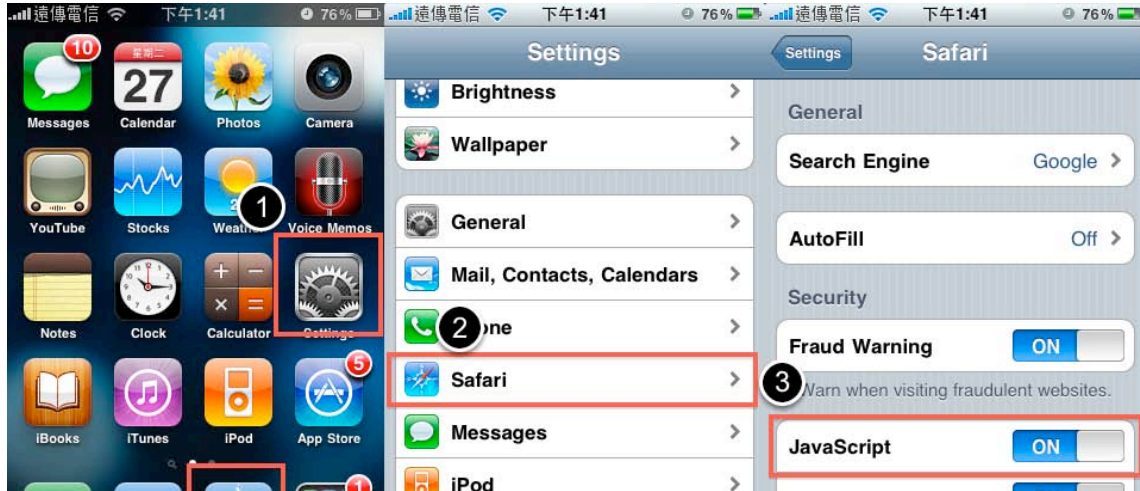 遠傳電信 下午1:41 76%
10
星期二
27
Messages Calendar Photos Camera
1
YouTube Stocks Weather Voice Memos
Notes Clock Calculator Settings
5
iBooks iTunes iPod App Store
1
遠傳電信 下午1:41 76%
Settings
Brightness
Wallpaper
General
Mail, Contacts, Calendars
2
one
Safari
Messages
iPod
遠傳電信 下午1:41 76%
Settings Safari
General
Search Engine Google
AutoFill Off
Security
Fraud Warning ON
3
Warn when visiting fraudulent websites.
JavaScript ON